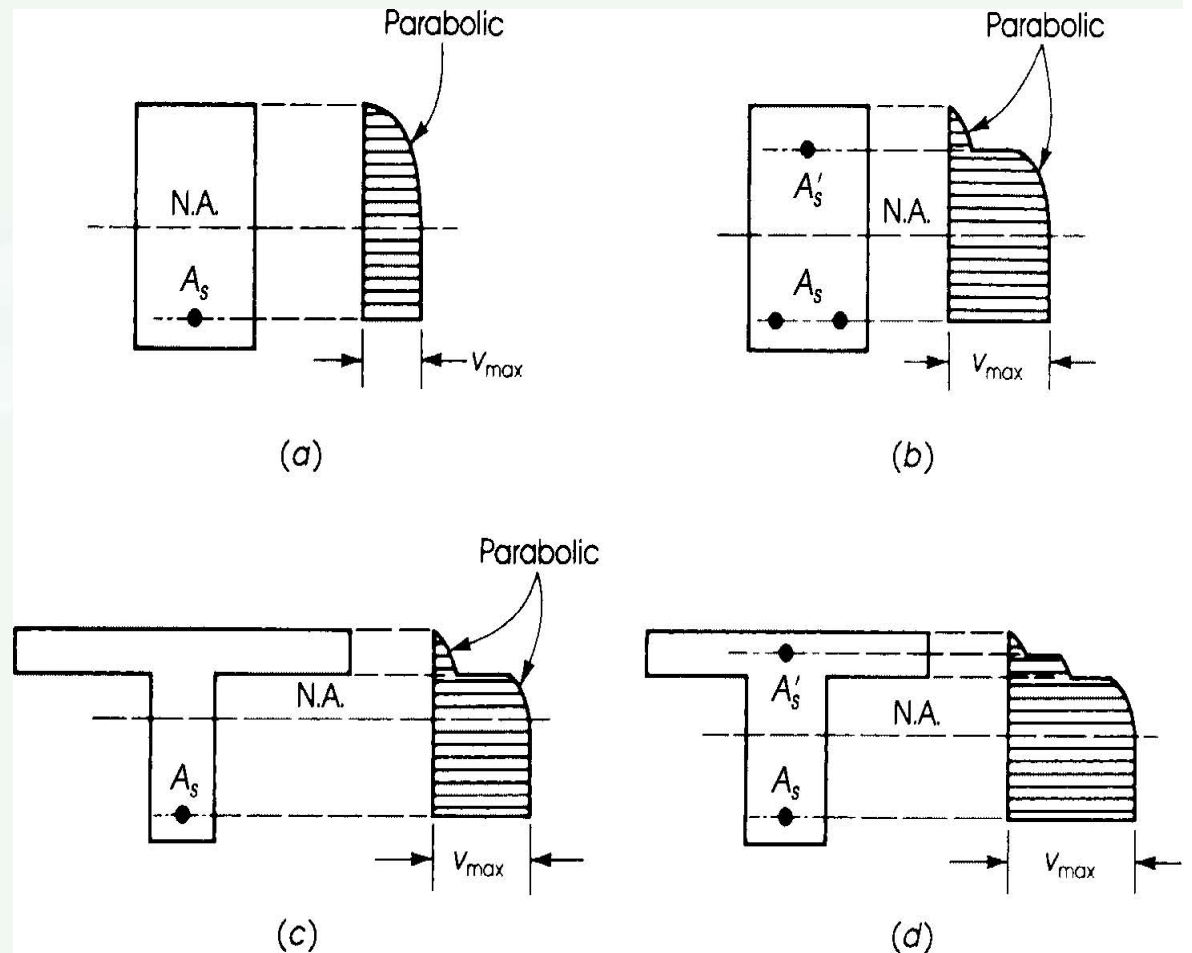 Parabolic
N.A.
Aₛ
vₘₐₓ
(a)
Parabolic
A′ₛ
N.A.
Aₛ
vₘₐₓ
(b)
Parabolic
N.A.
Aₛ
vₘₐₓ
(c)
A′ₛ
N.A.
Aₛ
vₘₐₓ
(d)